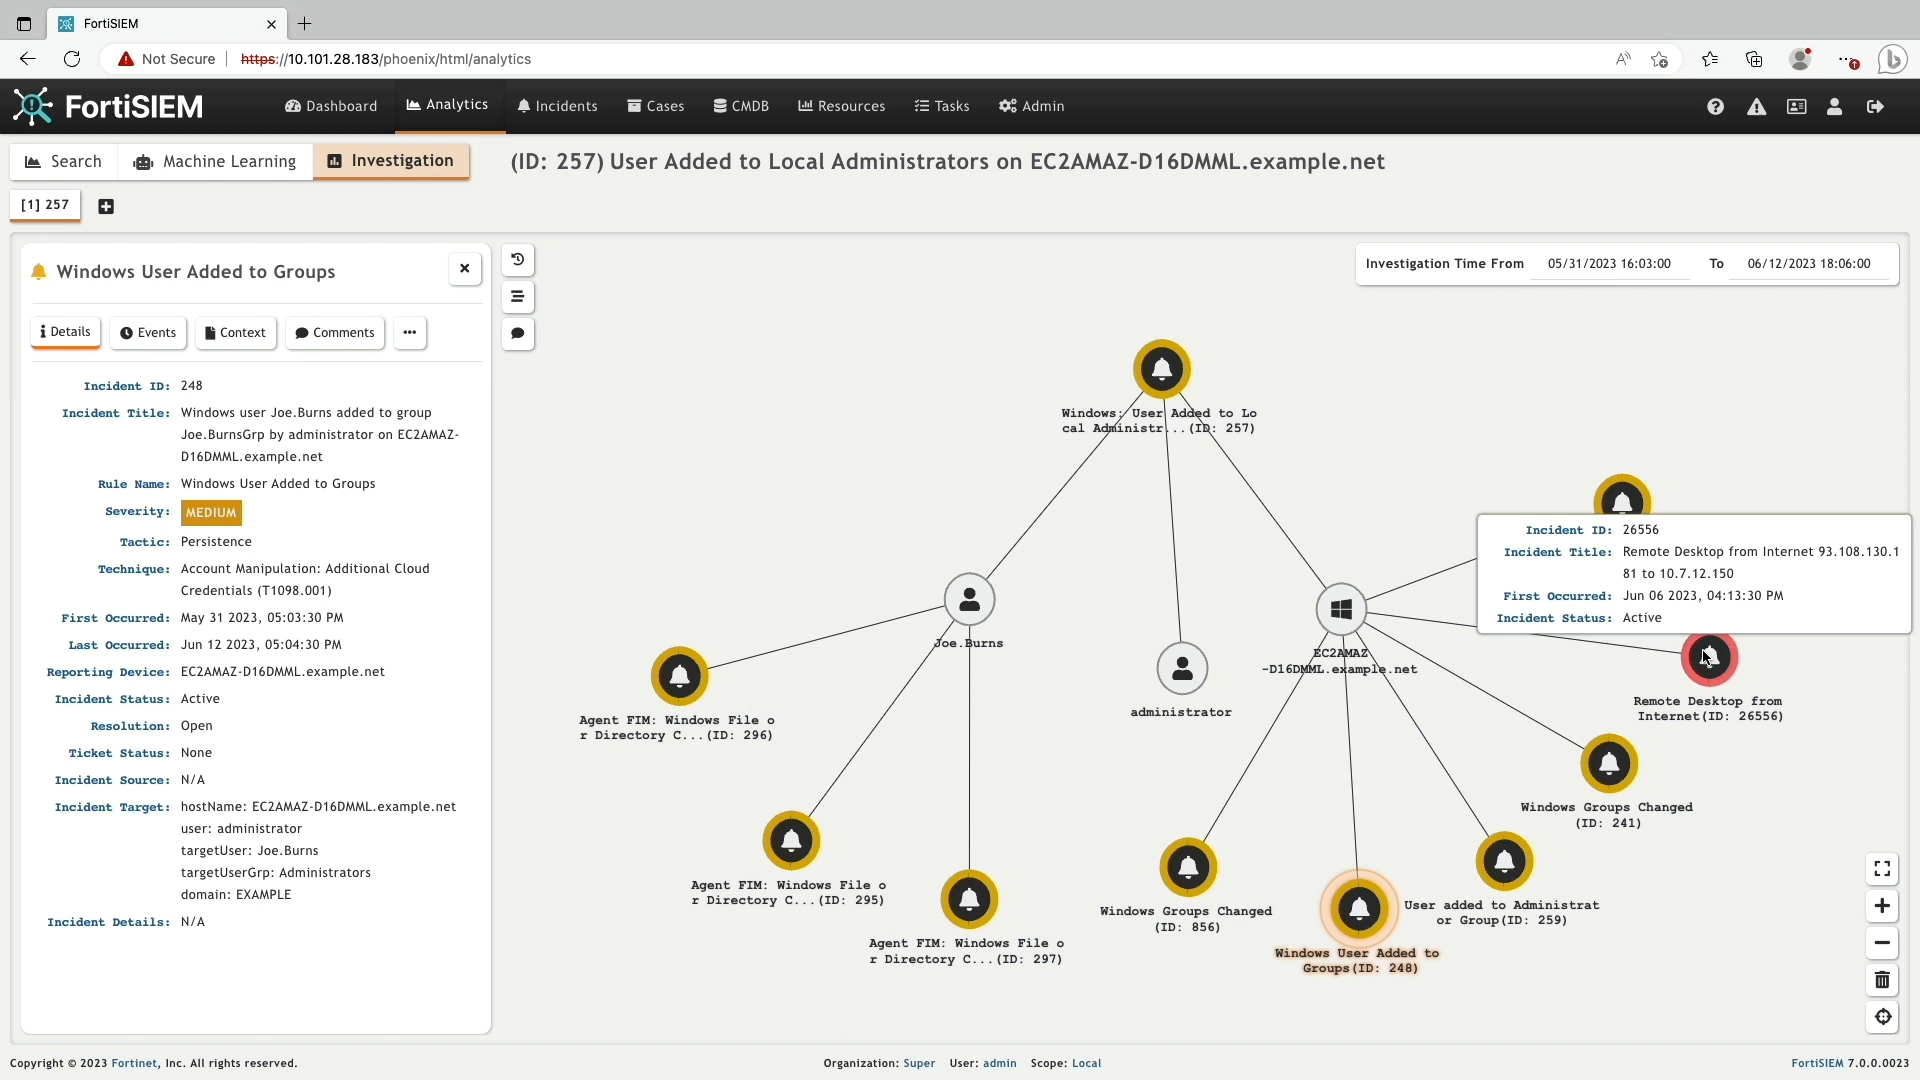 FortiSIEM
Not Secure
https://10.101.28.183/phoenix/html/analytics
FortiSIEM
Dashboard
Analytics
Incidents
Cases
CMDB
Resources
Tasks
Admin
Search
Machine Learning
Investigation
(ID: 257) User Added to Local Administrators on EC2AMAZ-D16DMML.example.net
[1] 257
Windows User Added to Groups
Details
Events
Context
Comments
Incident ID: 248
Incident Title: Windows user Joe.Burns added to group
Joe.BurnsGrp by administrator on EC2AMAZ-
D16DMML.example.net
Rule Name: Windows User Added to Groups
Severity: MEDIUM
Tactic: Persistence
Technique: Account Manipulation: Additional Cloud
Credentials (T1098.001)
First Occurred: May 31 2023, 05:03:30 PM
Last Occurred: Jun 12 2023, 05:04:30 PM
Reporting Device: EC2AMAZ-D16DMML.example.net
Incident Status: Active
Resolution: Open
Ticket Status: None
Incident Source: N/A
Incident Target: hostName: EC2AMAZ-D16DMML.example.net
user: administrator
targetUser: Joe.Burns
targetUserGrp: Administrators
domain: EXAMPLE
Incident Details: N/A
Investigation Time From 05/31/2023 16:03:00 To 06/12/2023 18:06:00
Windows: User Added to Lo
cal Administr...(ID: 257)
Incident ID: 26556
Incident Title: Remote Desktop from Internet 93.108.130.1
81 to 10.7.12.150
First Occurred: Jun 06 2023, 04:13:30 PM
Incident Status: Active
Joe.Burns
EC2AMAZ
-D16DMML.example.net
administrator
Remote Desktop from
Internet(ID: 26556)
Agent FIM: Windows File o
r Directory C...(ID: 296)
Windows Groups Changed
(ID: 241)
Agent FIM: Windows File o
r Directory C...(ID: 295)
Windows Groups Changed
(ID: 856)
User added to Administrat
or Group(ID: 259)
Agent FIM: Windows File o
r Directory C...(ID: 297)
Windows User Added to
Groups(ID: 248)
Copyright © 2023 Fortinet, Inc. All rights reserved.
Organization: Super User: admin Scope: Local
FortiSIEM 7.0.0.0023